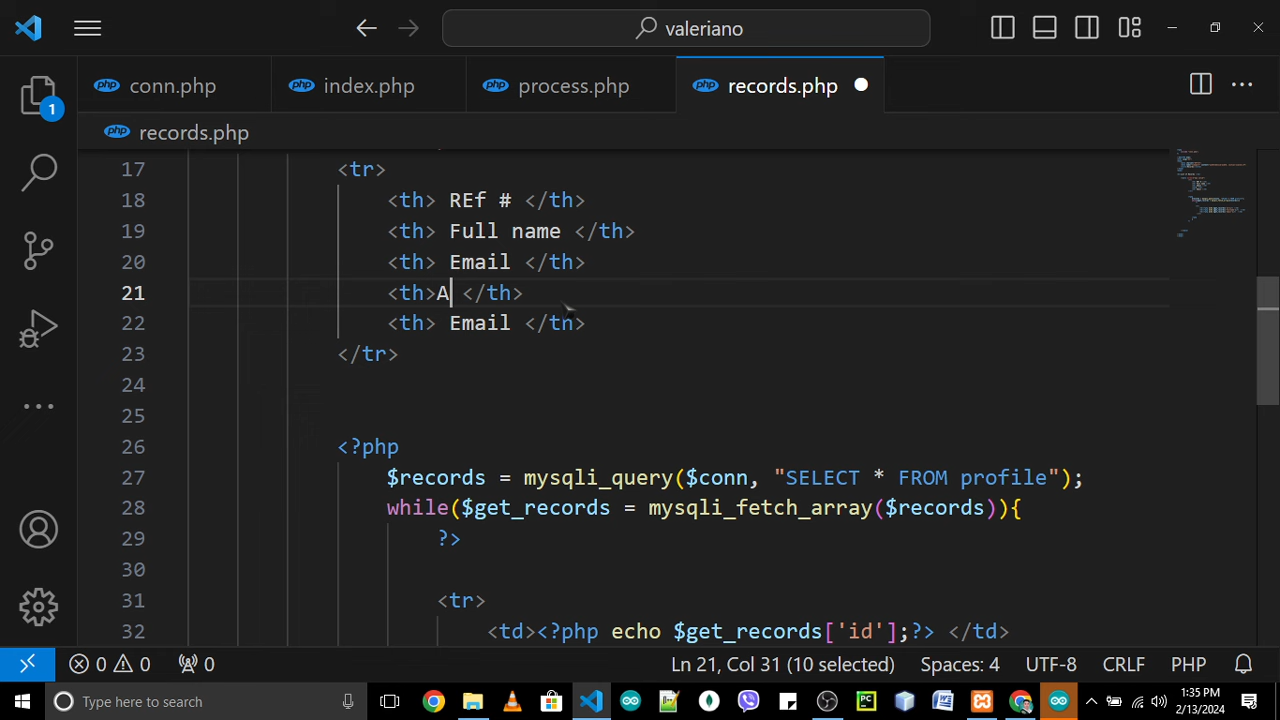 valeriano
conn.php
index.php
process.php
records.php
records.php
1
17 <tr>
18 <th> REf # </th>
19 <th> Full name </th>
20 <th> Email </th>
21 <th>A </th>
22 <th> Email </th>
23 </tr>
24
25
26 <?php
27 $records = mysqli_query($conn, "SELECT * FROM profile");
28 while($get_records = mysqli_fetch_array($records)){
29 ?>
30
31 <tr>
32 <td><?php echo $get_records['id'];?> </td>
0 0 0 Ln 21, Col 31 (10 selected) Spaces: 4 UTF-8 CRLF PHP
Type here to search
1:35 PM
2/13/2024